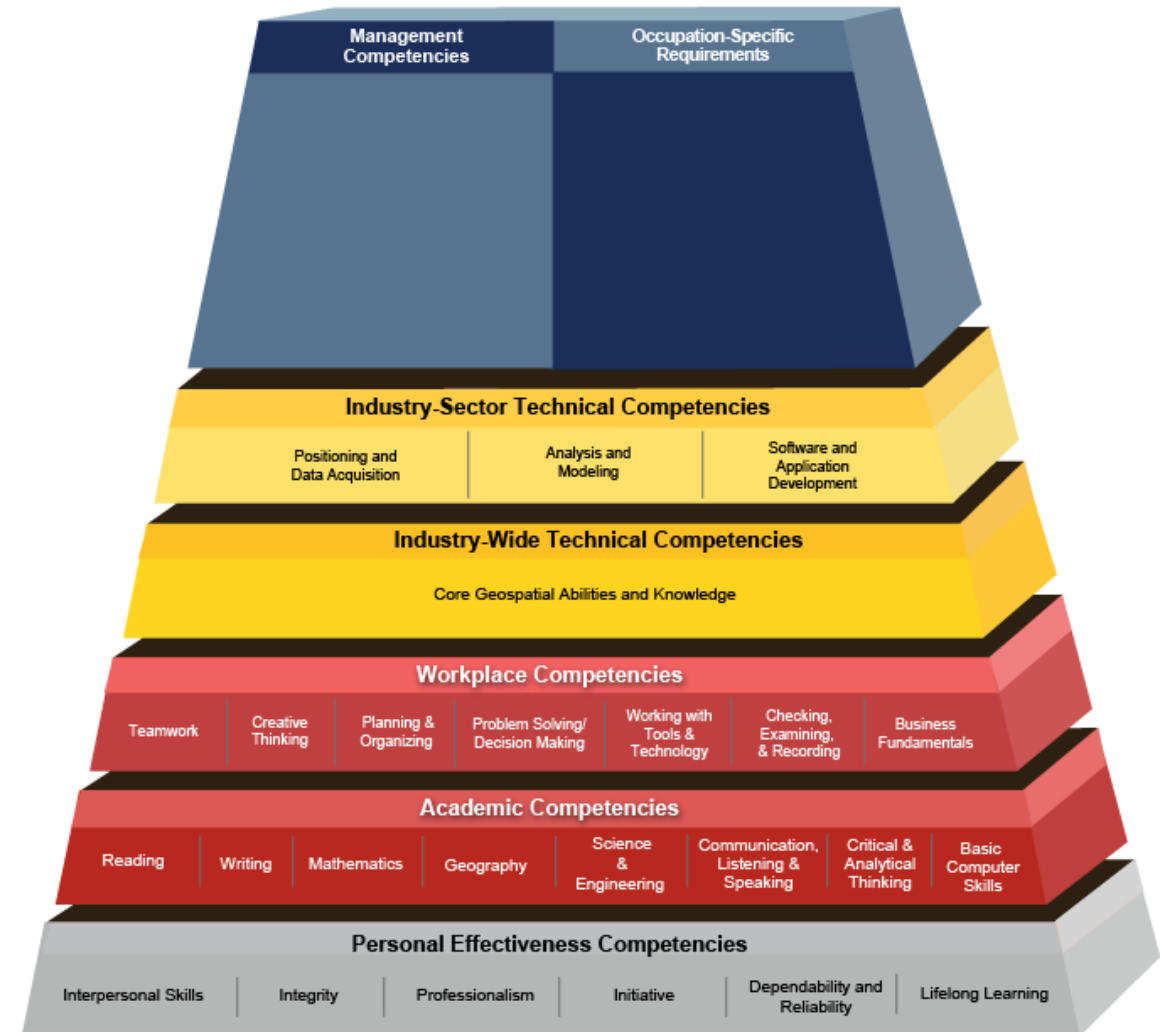 Management
Competencies
Occupation-Specific
Requirements
Industry-Sector Technical Competencies
Positioning and
Data Acquisition
Analysis and
Modeling
Software and
Application
Development
Industry-Wide Technical Competencies
Core Geospatial Abilities and Knowledge
Workplace Competencies
Teamwork
Creative
Thinking
Planning &
Organizing
Problem Solving/
Decision Making
Working with
Tools &
Technology
Checking,
Examining,
& Recording
Business
Fundamentals
Academic Competencies
Reading
Writing
Mathematics
Geography
Science
&
Engineering
Communication,
Listening &
Speaking
Critical &
Analytical
Thinking
Basic
Computer
Skills
Personal Effectiveness Competencies
Interpersonal Skills
Integrity
Professionalism
Initiative
Dependability and
Reliability
Lifelong Learning